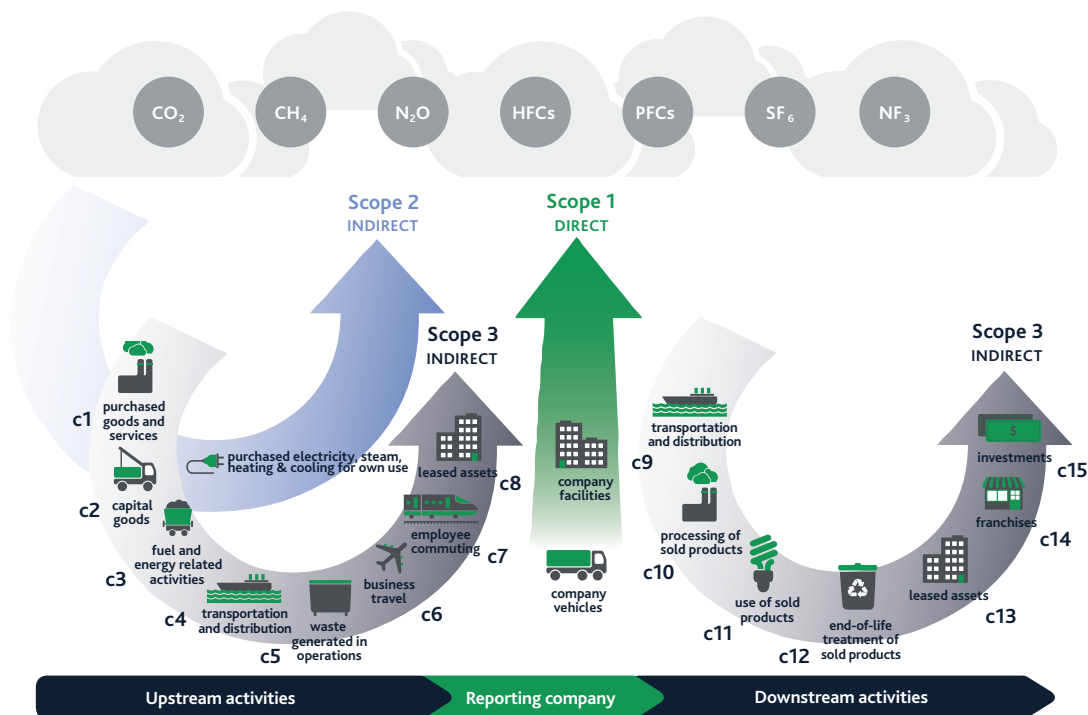 CO₂
CH₄
N₂O
HFCs
PFCs
SF₆
NF₃
Scope 2
INDIRECT
Scope 1
DIRECT
Scope 3
INDIRECT
Scope 3
INDIRECT
c1
purchased
goods and
services
c2
capital
goods
purchased electricity, steam,
heating & cooling for own use
c3
fuel and
energy related
activities
c4
transportation
and distribution
c5
waste
generated in
operations
c6
business
travel
c7
employee
commuting
c8
leased assets
company
facilities
company
vehicles
c9
transportation
and distribution
c10
processing of
sold products
c11
use of sold
products
c12
end-of-life
treatment of
sold products
c13
leased assets
c14
franchises
c15
$
investments
Upstream activities
Reporting company
Downstream activities